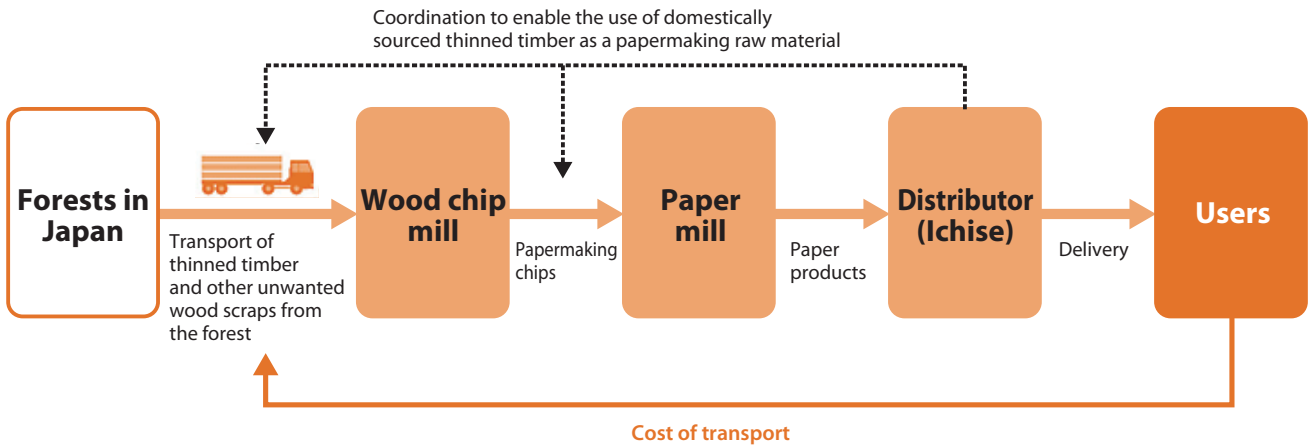 Coordination to enable the use of domestically
sourced thinned timber as a papermaking raw material
Forests in
Japan
Transport of
thinned timber
and other unwanted
wood scraps from
the forest
Wood chip
mill
Papermaking
chips
Paper
mill
Paper
products
Distributor
(Ichise)
Delivery
Users
Cost of transport